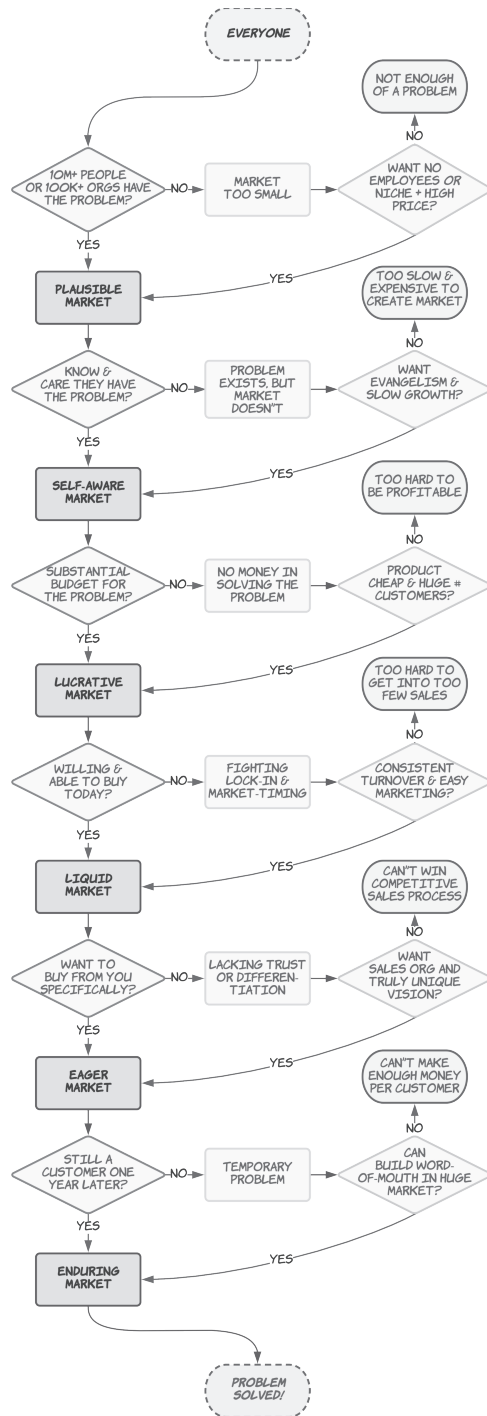 EVERYONE
NOT ENOUGH
OF A PROBLEM
NO
10M+ PEOPLE
OR 100K+ ORGS HAVE
THE PROBLEM?
NO
MARKET
TOO SMALL
WANT NO
EMPLOYEES OR
NICHE + HIGH
PRICE?
YES
YES
PLAUSIBLE
MARKET
TOO SLOW &
EXPENSIVE TO
CREATE MARKET
NO
KNOW &
CARE THEY HAVE
THE PROBLEM?
NO
PROBLEM
EXISTS, BUT
MARKET
DOESN"T
WANT
EVANGELISM &
SLOW GROWTH?
YES
YES
SELF-AWARE
MARKET
TOO HARD TO
BE PROFITABLE
NO
SUBSTANTIAL
BUDGET FOR
THE PROBLEM?
NO
NO MONEY IN
SOLVING THE
PROBLEM
PRODUCT
CHEAP & HUGE #
CUSTOMERS?
YES
YES
LUCRATIVE
MARKET
TOO HARD TO
GET INTO TOO
FEW SALES
NO
WILLING &
ABLE TO BUY
TODAY?
NO
FIGHTING
LOCK-IN &
MARKET-TIMING
CONSISTENT
TURNOVER & EASY
MARKETING?
YES
YES
LIQUID
MARKET
CAN"T WIN
COMPETITIVE
SALES PROCESS
NO
WANT TO
BUY FROM YOU
SPECIFICALLY?
NO
LACKING TRUST
OR DIFFEREN-
TIATION
WANT
SALES ORG AND
TRULY UNIQUE
VISION?
YES
YES
EAGER
MARKET
CAN"T MAKE
ENOUGH MONEY
PER CUSTOMER
NO
STILL A
CUSTOMER ONE
YEAR LATER?
NO
TEMPORARY
PROBLEM
CAN
BUILD WORD-
OF-MOUTH IN HUGE
MARKET?
YES
YES
ENDURING
MARKET
PROBLEM
SOLVED!